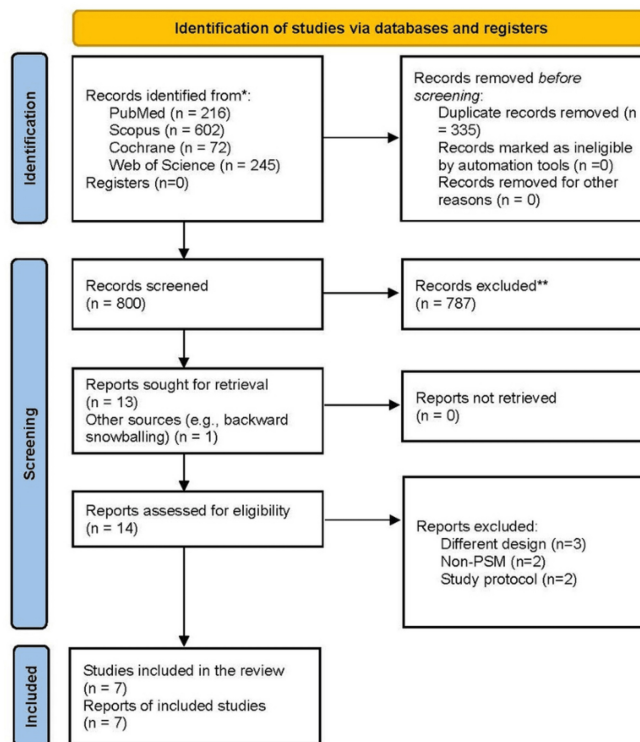 Identification of studies via databases and registers
Identification
Records identified from*:
PubMed (n = 216)
Scopus (n = 602)
Cochrane (n = 72)
Web of Science (n = 245)
Registers (n=0)
Records removed before
screening:
Duplicate records removed (n
= 335)
Records marked as ineligible
by automation tools (n =0)
Records removed for other
reasons (n = 0)
Screening
Records screened
(n = 800)
Records excluded**
(n = 787)
Reports sought for retrieval
(n = 13)
Other sources (e.g., backward
snowballing) (n = 1)
Reports not retrieved
(n = 0)
Reports assessed for eligibility
(n = 14)
Reports excluded:
Different design (n=3)
Non-PSM (n=2)
Study protocol (n=2)
Included
Studies included in the review
(n = 7)
Reports of included studies
(n = 7)